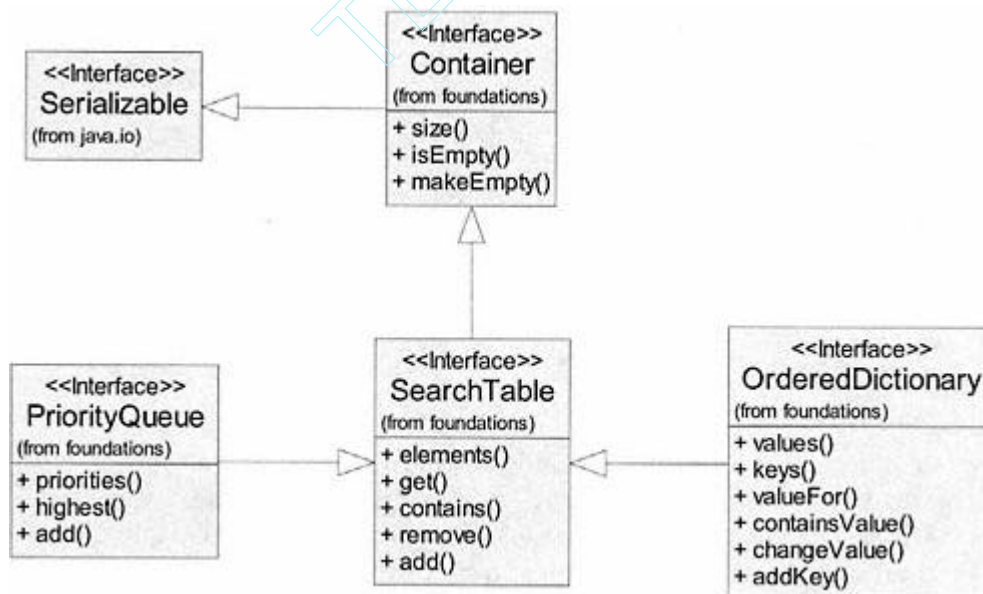 <<Interface>>
Serializable
(from java.io)
<<Interface>>
Container
(from foundations)
+ size()
+ isEmpty()
+ makeEmpty()
<<Interface>>
PriorityQueue
(from foundations)
+ priorities()
+ highest()
+ add()
<<Interface>>
SearchTable
(from foundations)
+ elements()
+ get()
+ contains()
+ remove()
+ add()
<<Interface>>
OrderedDictionary
(from foundations)
+ values()
+ keys()
+ valueFor()
+ containsValue()
+ changeValue()
+ addKey()